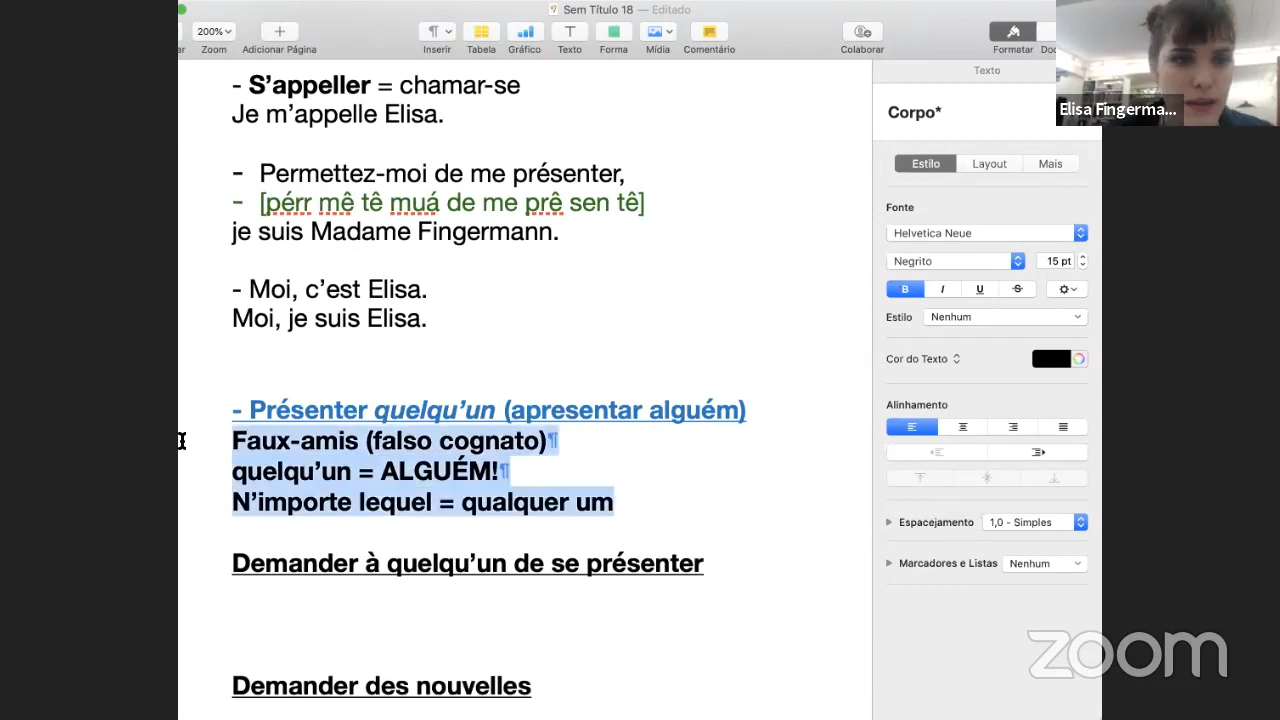 Sem Título 18 — Editado
200%
Zoom
Adicionar Página
Inserir
Tabela
Gráfico
Texto
Forma
Mídia
Comentário
Colaborar
Formatar
Texto
Elisa Fingerma...
Corpo*
Estilo Layout Mais
Fonte
Helvetica Neue
Negrito 15 pt
B I U S
Estilo Nenhum
Cor do Texto
Alinhamento
Espacejamento 1,0 - Simples
Marcadores e Listas Nenhum
- S’appeller = chamar-se
Je m’appelle Elisa.
- Permettez-moi de me présenter,
- [pérr mê tê muá de me prê sen tê]
je suis Madame Fingermann.
- Moi, c’est Elisa.
Moi, je suis Elisa.
- Présenter quelqu’un (apresentar alguém)
Faux-amis (falso cognato)¶
quelqu’un = ALGUÉM!¶
N’importe lequel = qualquer um
Demander à quelqu’un de se présenter
Demander des nouvelles
zoom